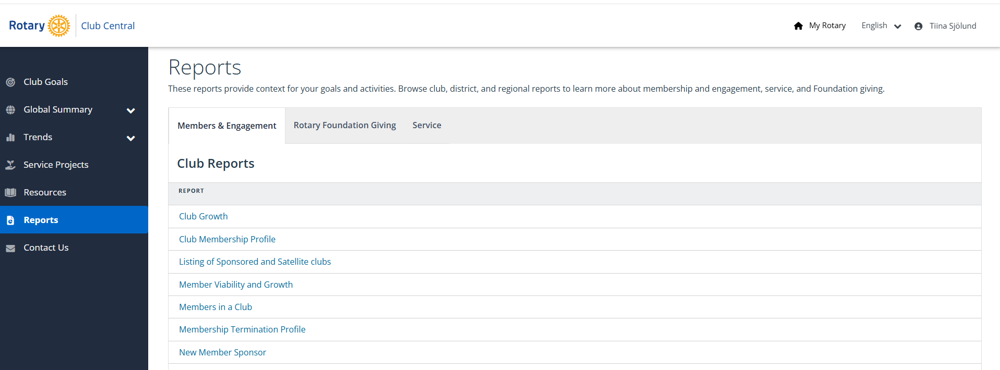 Rotary
Club Central
My Rotary
English
Tiina Sjölund
Club Goals
Global Summary
Trends
Service Projects
Resources
Reports
Contact Us
Reports
These reports provide context for your goals and activities. Browse club, district, and regional reports to learn more about membership and engagement, service, and Foundation giving.
Members & Engagement
Rotary Foundation Giving
Service
Club Reports
REPORT
Club Growth
Club Membership Profile
Listing of Sponsored and Satellite clubs
Member Viability and Growth
Members in a Club
Membership Termination Profile
New Member Sponsor